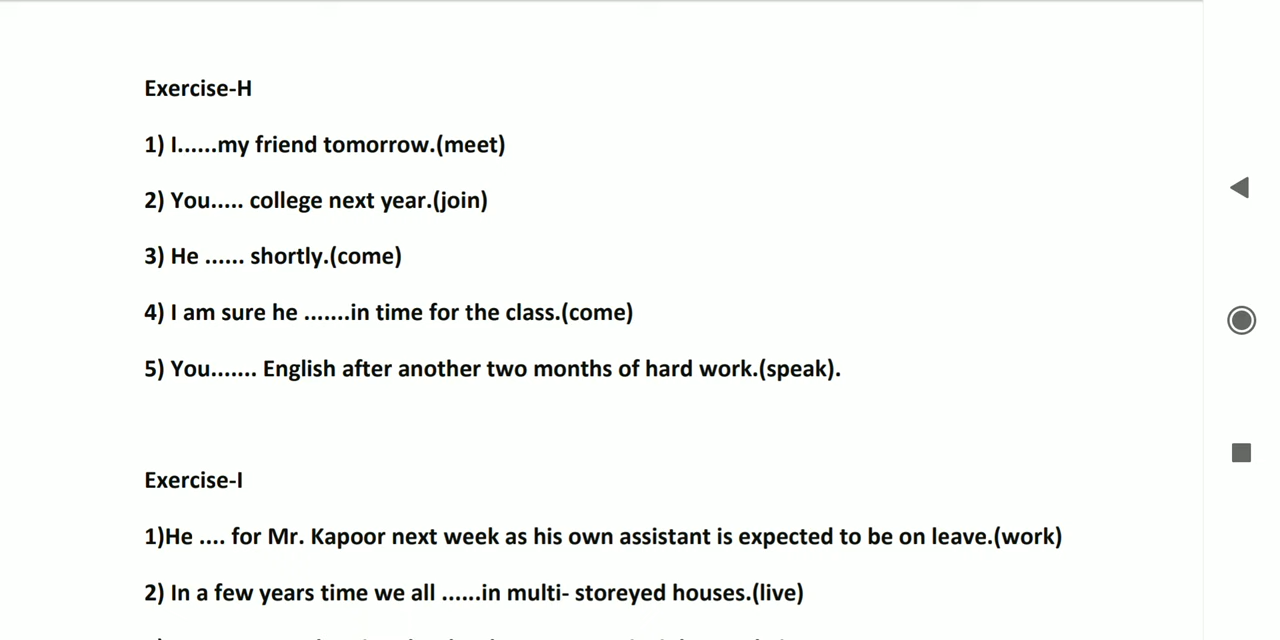 Exercise-H
1) I......my friend tomorrow.(meet)
2) You..... college next year.(join)
3) He ...... shortly.(come)
4) I am sure he .......in time for the class.(come)
5) You....... English after another two months of hard work.(speak).
Exercise-I
1)He .... for Mr. Kapoor next week as his own assistant is expected to be on leave.(work)
2) In a few years time we all ......in multi- storeyed houses.(live)